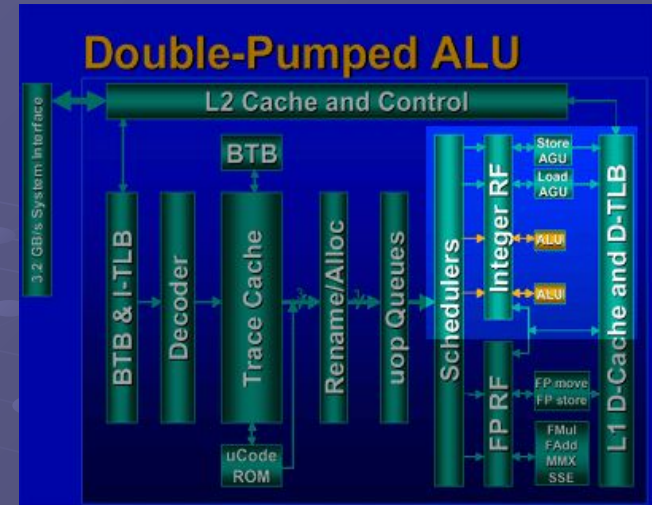 Double-Pumped ALU
L2 Cache and Control
3.2 GB/s System Interface
BTB
BTB & I-TLB
Decoder
Trace Cache
uCode
ROM
3
Rename/Alloc
3
uop Queues
Schedulers
Integer RF
FP RF
Store
AGU
Load
AGU
ALU
ALU
FP move
FP store
FMul
FAdd
MMX
SSE
L1 D-Cache and D-TLB